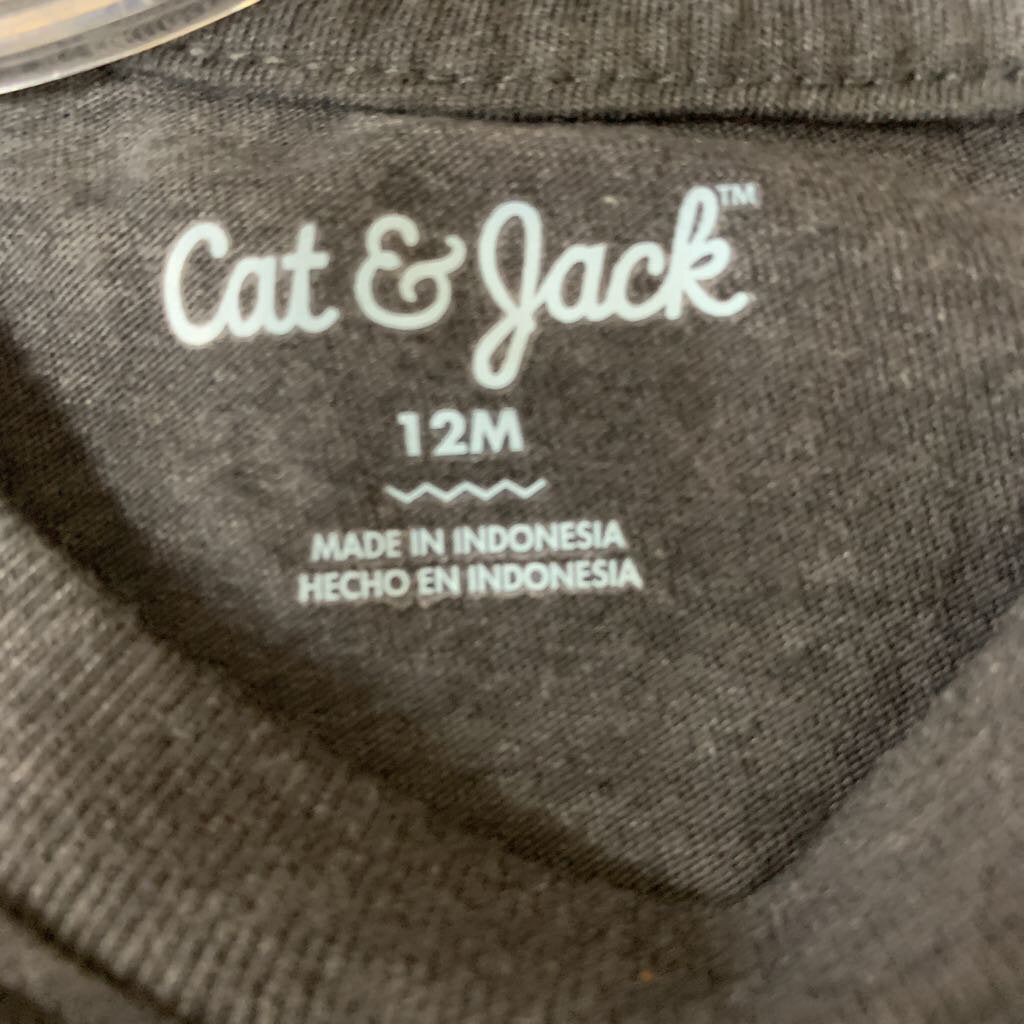 Cat & Jack™
12M
MADE IN INDONESIA
HECHO EN INDONESIA